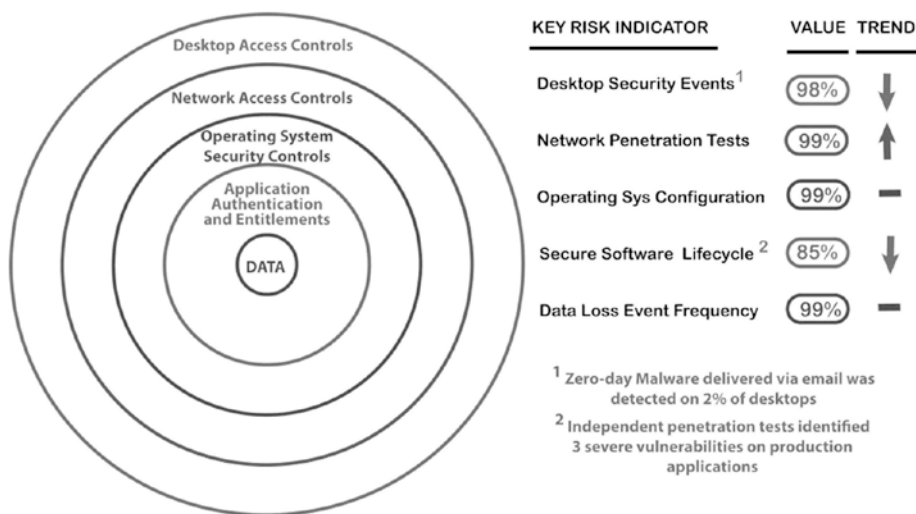 Desktop Access Controls
Network Access Controls
Operating System
Security Controls
Application
Authentication
and Entitlements
DATA
KEY RISK INDICATOR VALUE TREND
Desktop Security Events 1 98%
Network Penetration Tests 99%
Operating Sys Configuration 99%
Secure Software Lifecycle 2 85%
Data Loss Event Frequency 99%
1 Zero-day Malware delivered via email was
detected on 2% of desktops
2 Independent penetration tests identified
3 severe vulnerabilities on production
applications